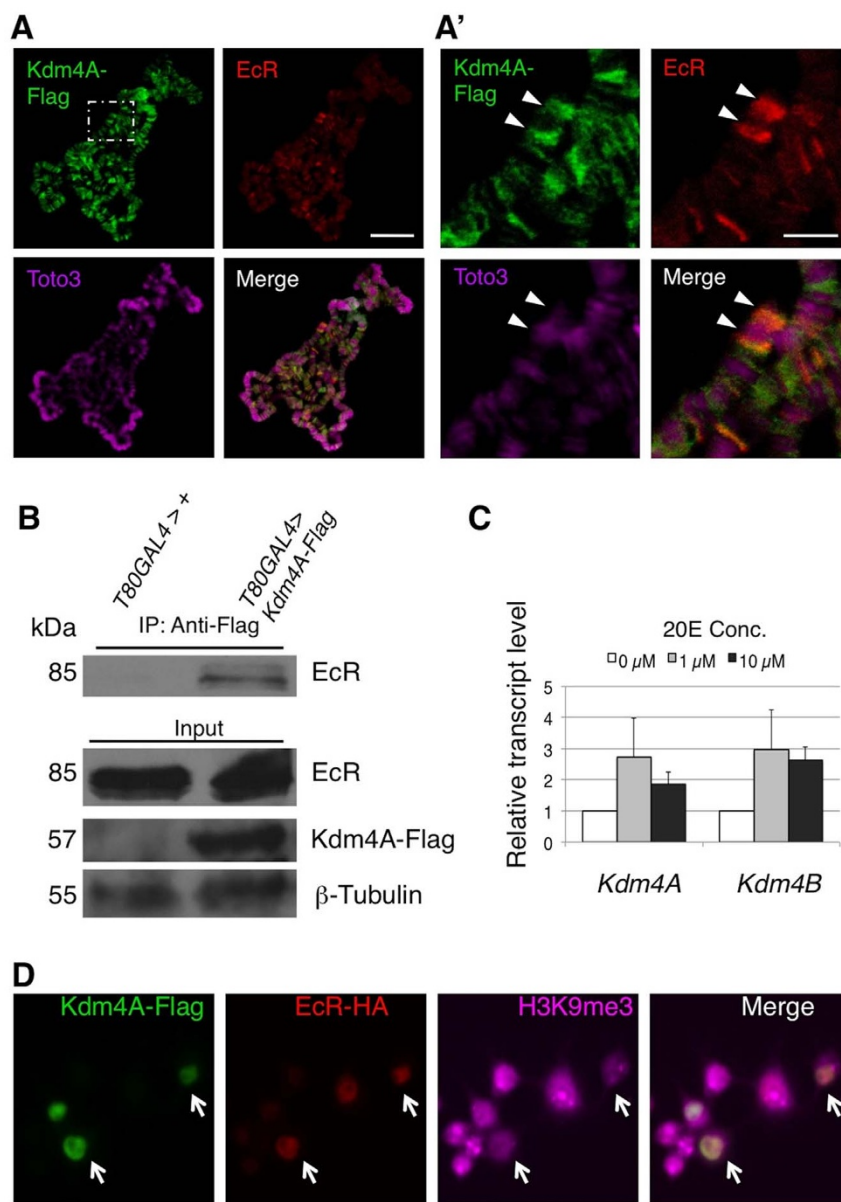 A
Kdm4A-
Flag
EcR
Toto3
Merge
A'
Kdm4A-
Flag
EcR
Toto3
Merge
B
T80GAL4 > +
T80GAL4>
Kdm4A-Flag
kDa
IP: Anti-Flag
85
EcR
Input
85
EcR
57
Kdm4A-Flag
55
β-Tubulin
C
20E Conc.
0 µM 1 µM 10 µM
Relative transcript level
5
4
3
2
1
0
Kdm4A
Kdm4B
D
Kdm4A-Flag
EcR-HA
H3K9me3
Merge